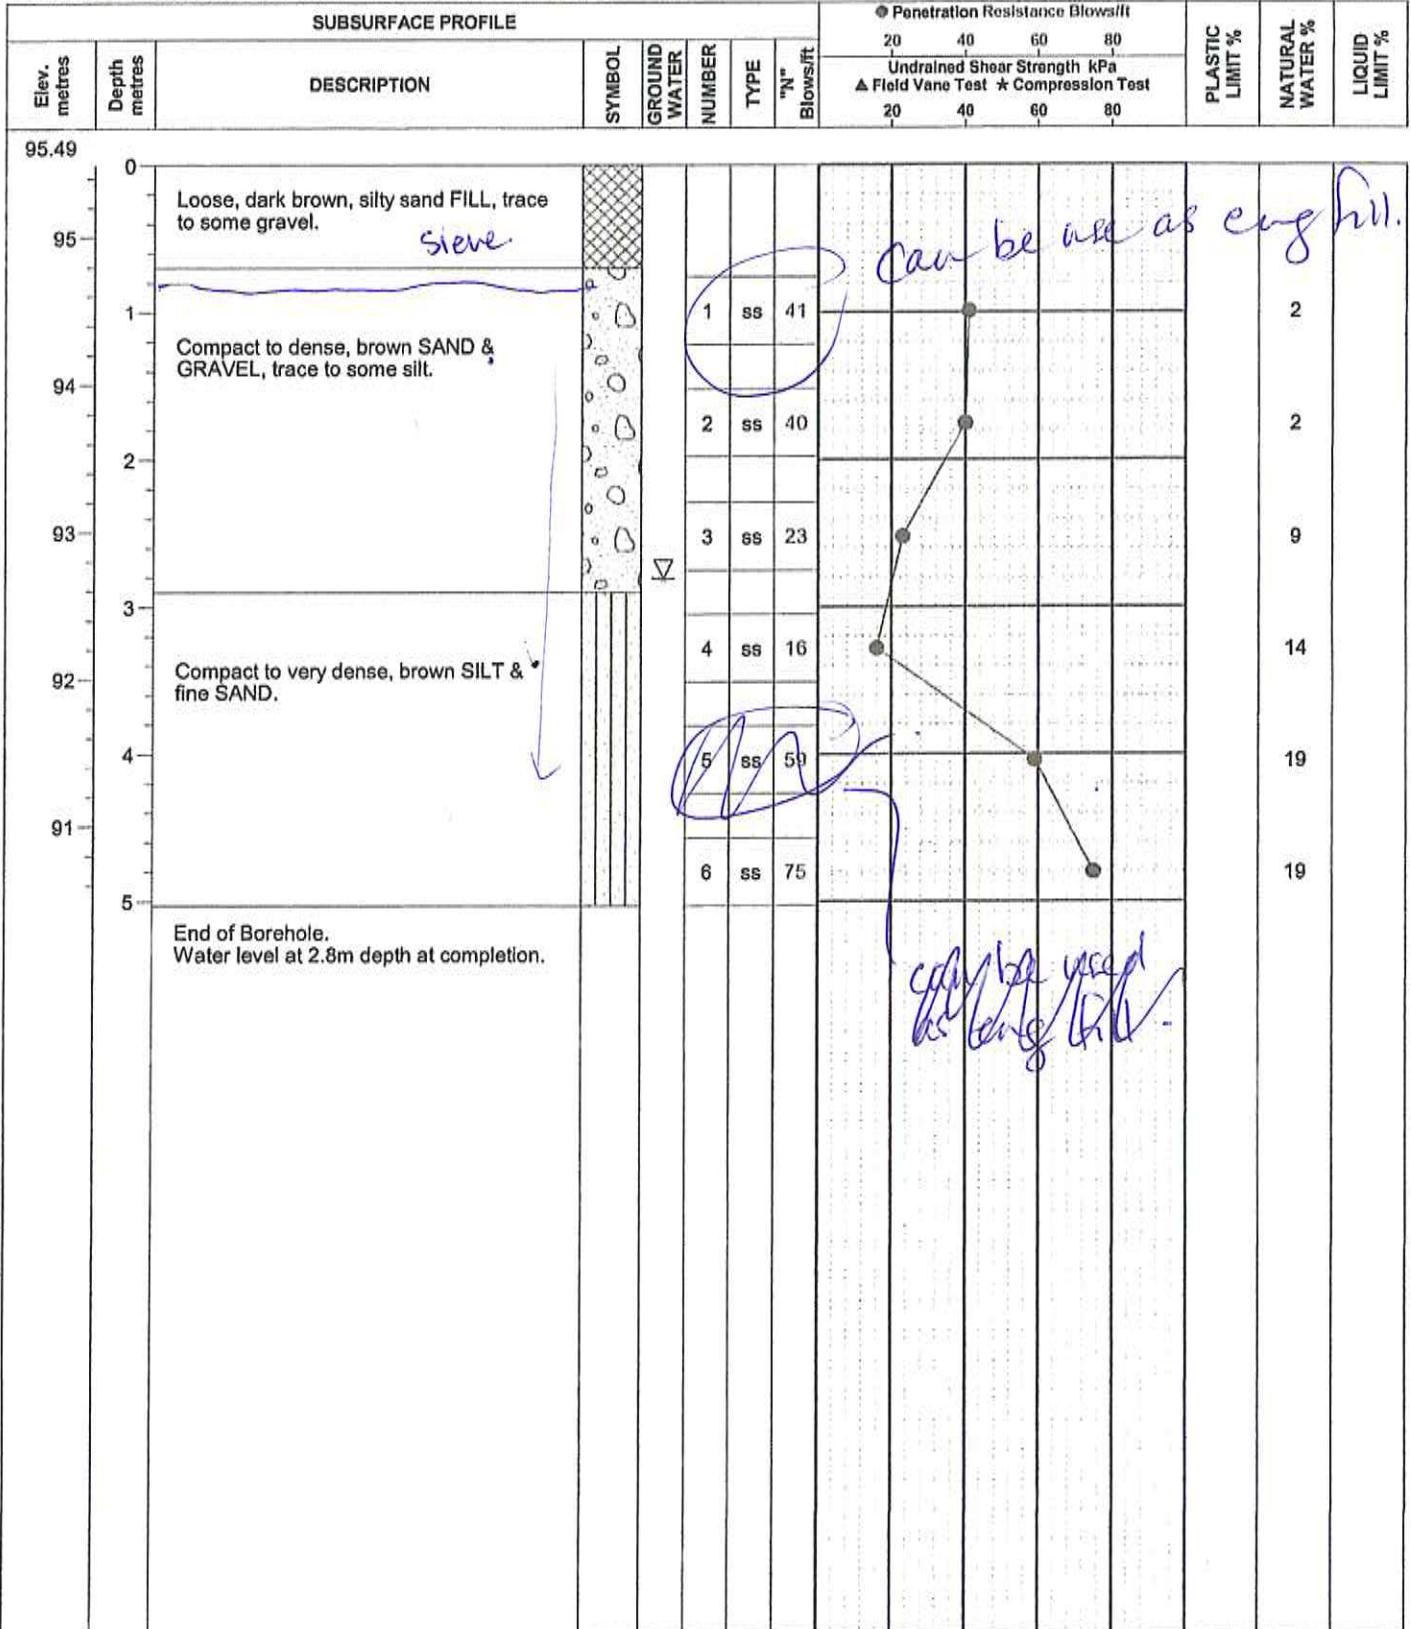 SUBSURFACE PROFILE
Penetration Resistance Blows/ft
20 40 60 80
Undrained Shear Strength kPa
▲ Field Vane Test ★ Compression Test
20 40 60 80
Elev. metres
Depth metres
DESCRIPTION
SYMBOL
GROUND WATER
NUMBER
TYPE
"N" Blows/ft
PLASTIC LIMIT %
NATURAL WATER %
LIQUID LIMIT %
95.49
0
Loose, dark brown, silty sand FILL, trace
to some gravel.
sieve
can be use as eng fill.
95
1
1 ss 41 2
Compact to dense, brown SAND &
GRAVEL, trace to some silt.
94
2 ss 40 2
2
93
3 ss 23 9
3
4 ss 16 14
Compact to very dense, brown SILT &
fine SAND.
92
4
5 ss 59 19
91
6 ss 75 19
5
End of Borehole.
Water level at 2.8m depth at completion.
can be used
as eng fill.